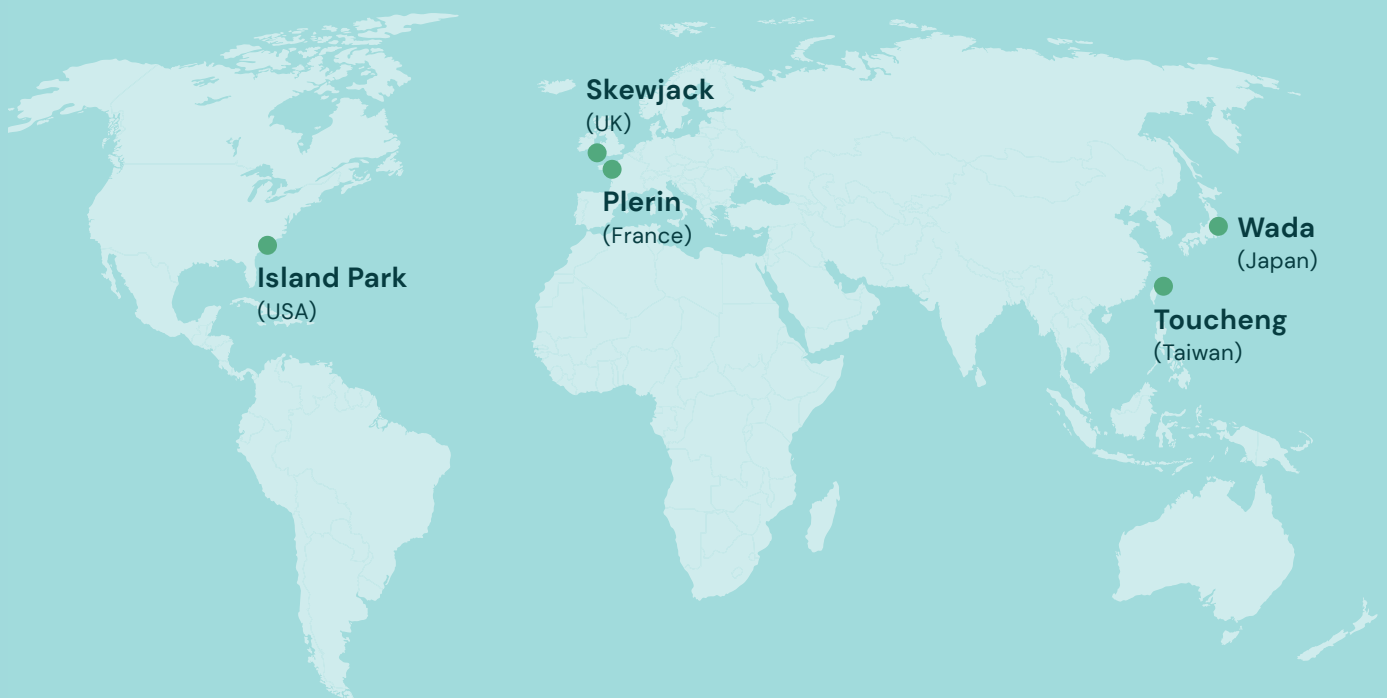 Skewjack
(UK)
Plerin
(France)
Island Park
(USA)
Wada
(Japan)
Toucheng
(Taiwan)